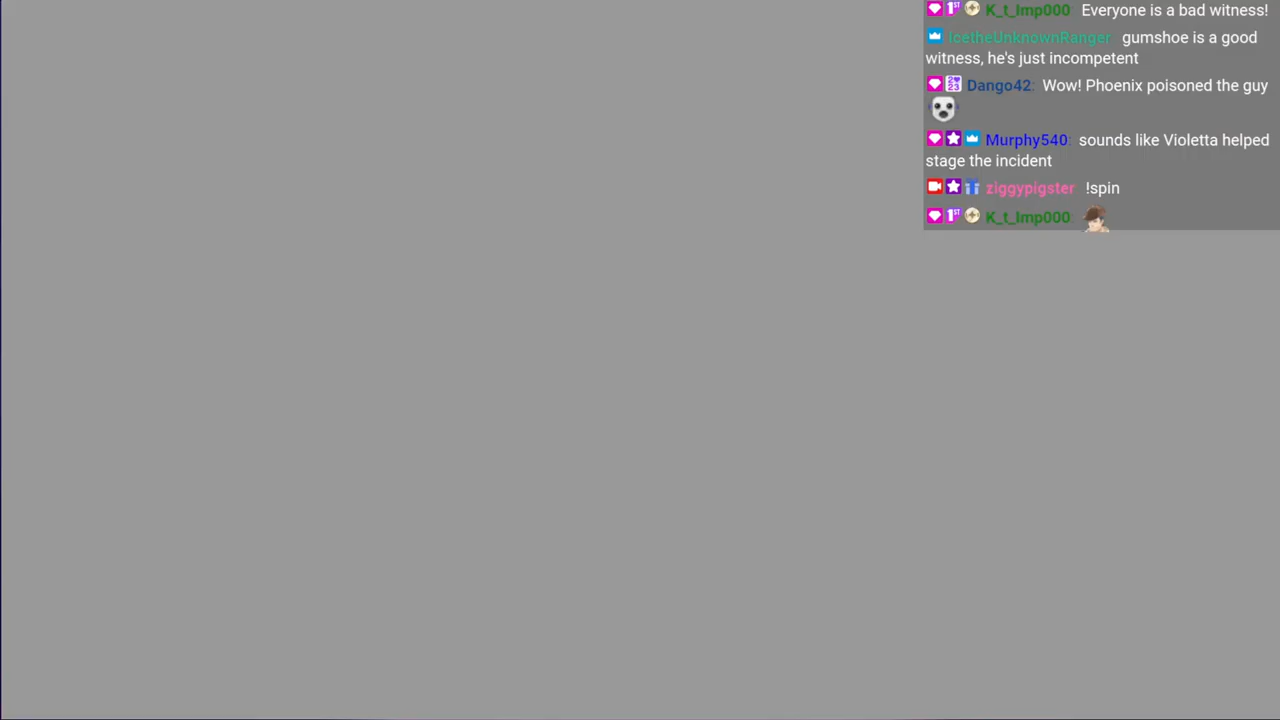 K_t_Imp000: Everyone is a bad witness!
IcetheUnknownRanger gumshoe is a good
witness, he's just incompetent
Dango42: Wow! Phoenix poisoned the guy
Murphy540: sounds like Violetta helped
stage the incident
ziggypigster !spin
K_t_Imp000: